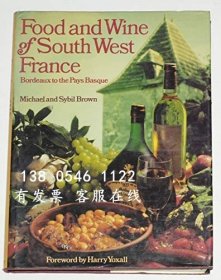 Food and Wine
of South West
France
Bordeaux to the Pays Basque
Michael and Sybil Brown
138 0546 1122
有发票 客服在线
Foreword by Harry Yoxall